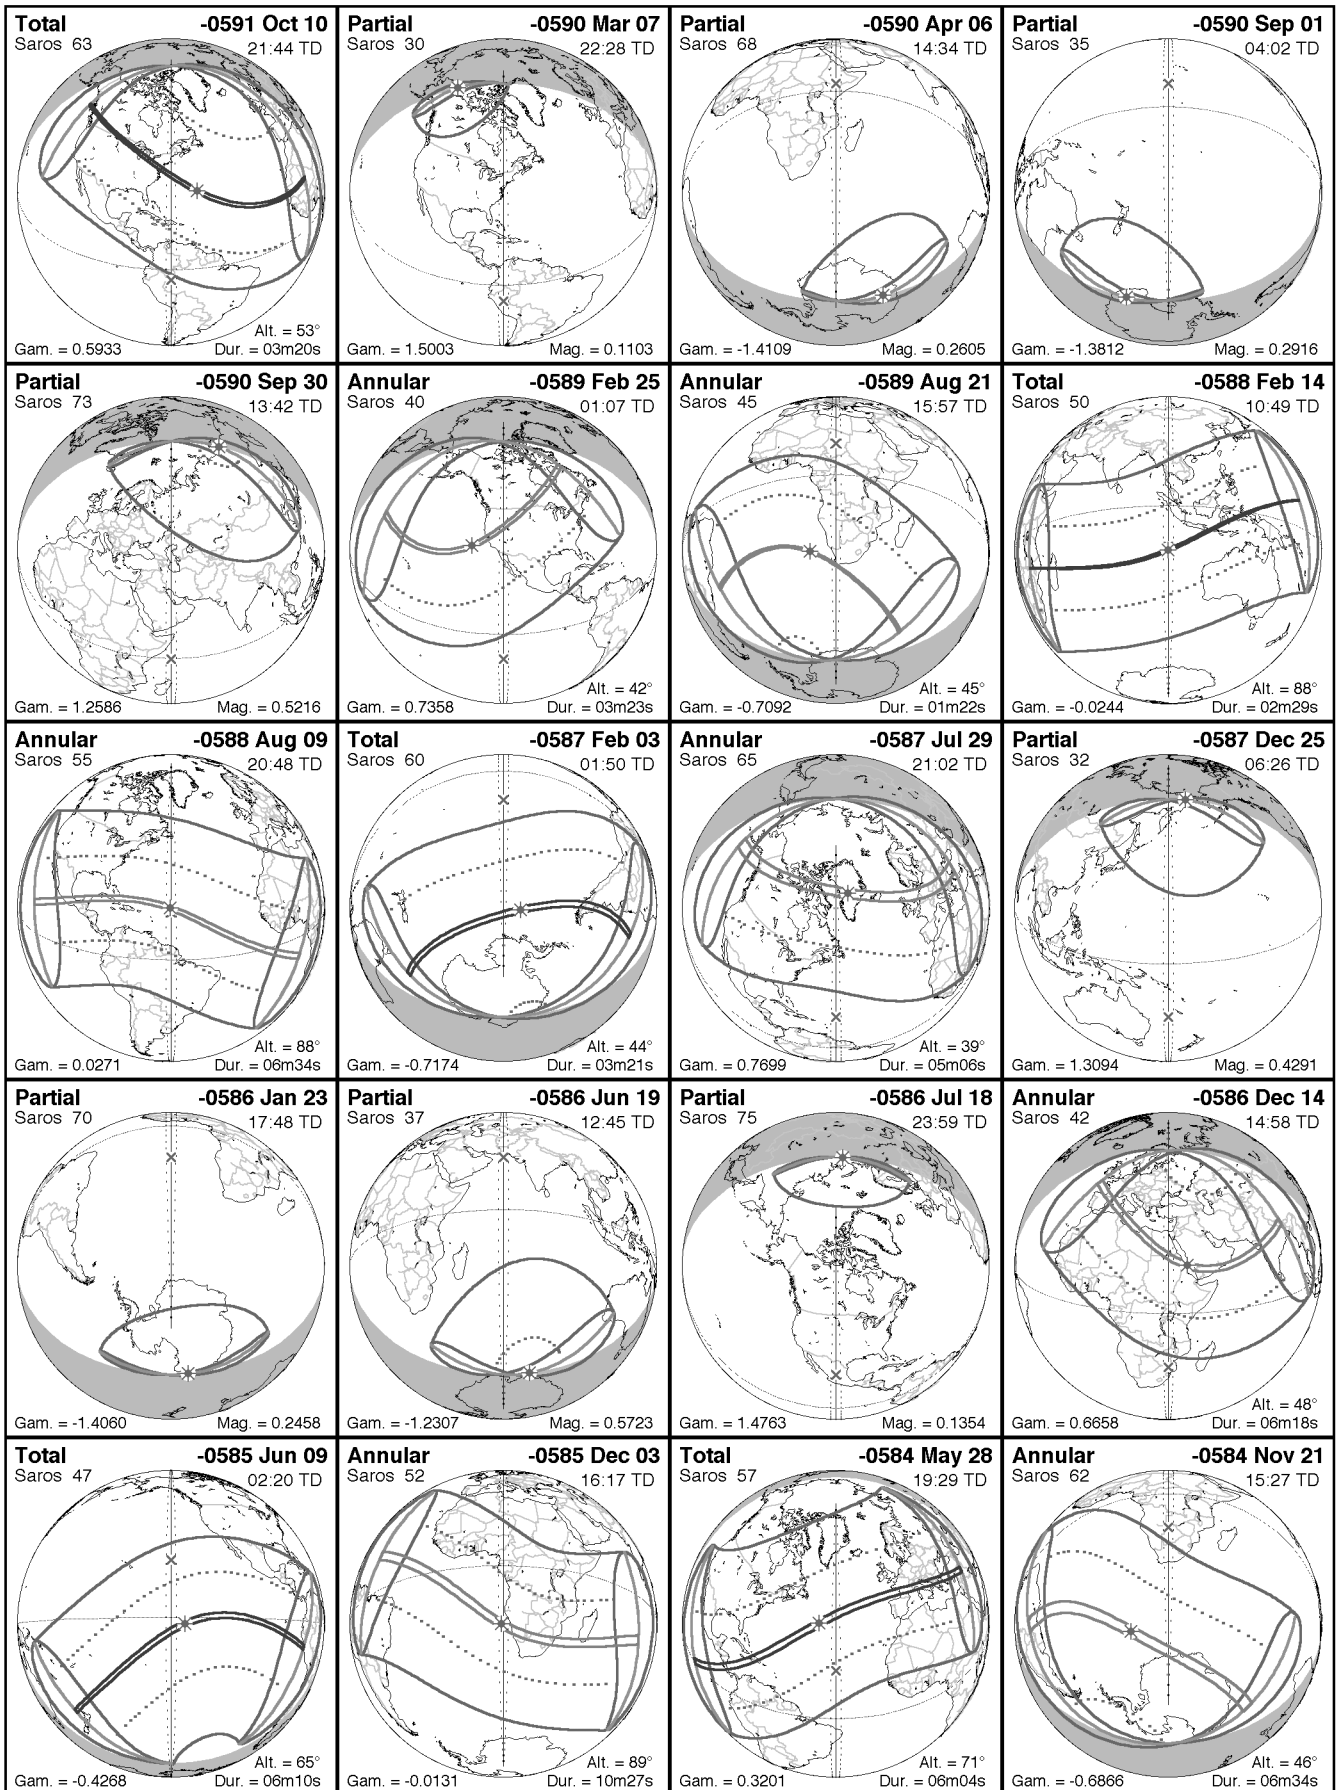 Total -0591 Oct 10
Saros 63 21:44 TD
Alt. = 53°
Gam. = 0.5933 Dur. = 03m20s
Partial -0590 Mar 07
Saros 30 22:28 TD
Gam. = 1.5003 Mag. = 0.1103
Partial -0590 Apr 06
Saros 68 14:34 TD
Gam. = -1.4109 Mag. = 0.2605
Partial -0590 Sep 01
Saros 35 04:02 TD
Gam. = -1.3812 Mag. = 0.2916
Partial -0590 Sep 30
Saros 73 13:42 TD
Gam. = 1.2586 Mag. = 0.5216
Annular -0589 Feb 25
Saros 40 01:07 TD
Alt. = 42°
Gam. = 0.7358 Dur. = 03m23s
Annular -0589 Aug 21
Saros 45 15:57 TD
Alt. = 45°
Gam. = -0.7092 Dur. = 01m22s
Total -0588 Feb 14
Saros 50 10:49 TD
Alt. = 88°
Gam. = -0.0244 Dur. = 02m29s
Annular -0588 Aug 09
Saros 55 20:48 TD
Alt. = 88°
Gam. = 0.0271 Dur. = 06m34s
Total -0587 Feb 03
Saros 60 01:50 TD
Alt. = 44°
Gam. = -0.7174 Dur. = 03m21s
Annular -0587 Jul 29
Saros 65 21:02 TD
Alt. = 39°
Gam. = 0.7699 Dur. = 05m06s
Partial -0587 Dec 25
Saros 32 06:26 TD
Gam. = 1.3094 Mag. = 0.4291
Partial -0586 Jan 23
Saros 70 17:48 TD
Gam. = -1.4060 Mag. = 0.2458
Partial -0586 Jun 19
Saros 37 12:45 TD
Gam. = -1.2307 Mag. = 0.5723
Partial -0586 Jul 18
Saros 75 23:59 TD
Gam. = 1.4763 Mag. = 0.1354
Annular -0586 Dec 14
Saros 42 14:58 TD
Alt. = 48°
Gam. = 0.6658 Dur. = 06m18s
Total -0585 Jun 09
Saros 47 02:20 TD
Alt. = 65°
Gam. = -0.4268 Dur. = 06m10s
Annular -0585 Dec 03
Saros 52 16:17 TD
Alt. = 89°
Gam. = -0.0131 Dur. = 10m27s
Total -0584 May 28
Saros 57 19:29 TD
Alt. = 71°
Gam. = 0.3201 Dur. = 06m04s
Annular -0584 Nov 21
Saros 62 15:27 TD
Alt. = 46°
Gam. = -0.6866 Dur. = 06m34s